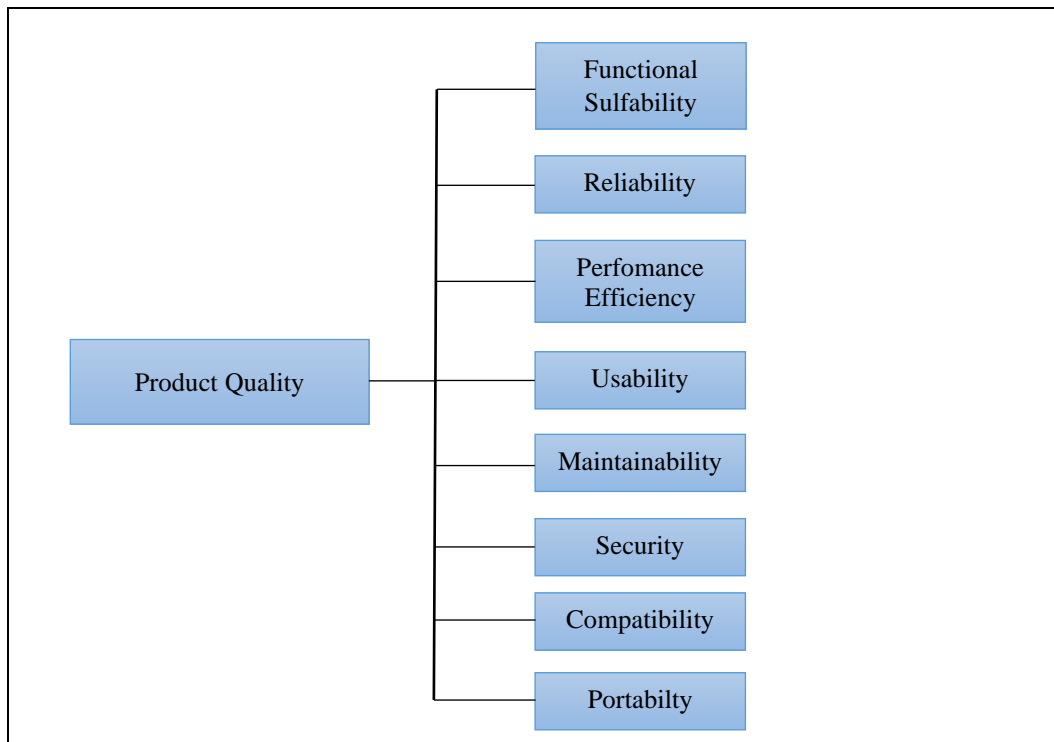 Functional
Sulfability
Reliability
Perfomance
Efficiency
Product Quality
Usability
Maintainability
Security
Compatibility
Portabilty